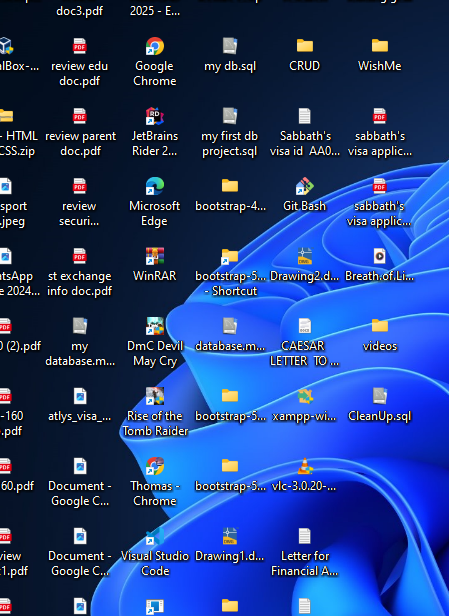 doc3.pdf
2025 - E...
lBox-...
review edu
doc.pdf
Google
Chrome
my db.sql
CRUD
WishMe
- HTML
CSS.zip
review parent
doc.pdf
JetBrains
Rider 2...
my first db
project.sql
Sabbath's
visa id AA0...
sabbath's
visa applic...
sport
.jpeg
review
securi...
Microsoft
Edge
bootstrap-4...
Git Bash
sabbath's
visa applic...
tsApp
e 2024...
st exchange
info doc.pdf
WinRAR
bootstrap-5...
- Shortcut
Drawing2.d...
Breath.of.Li...
(2).pdf
my
database.m...
DmC Devil
May Cry
database.m...
CAESAR
LETTER TO ...
videos
-160
.pdf
atlys_visa_...
Rise of the
Tomb Raider
bootstrap-5...
xampp-wi...
CleanUp.sql
60.pdf
Document -
Google C...
Thomas -
Chrome
bootstrap-5...
vlc-3.0.20-...
view
1.pdf
Document -
Google C...
Visual Studio
Code
Drawing1.d...
Letter for
Financial A...